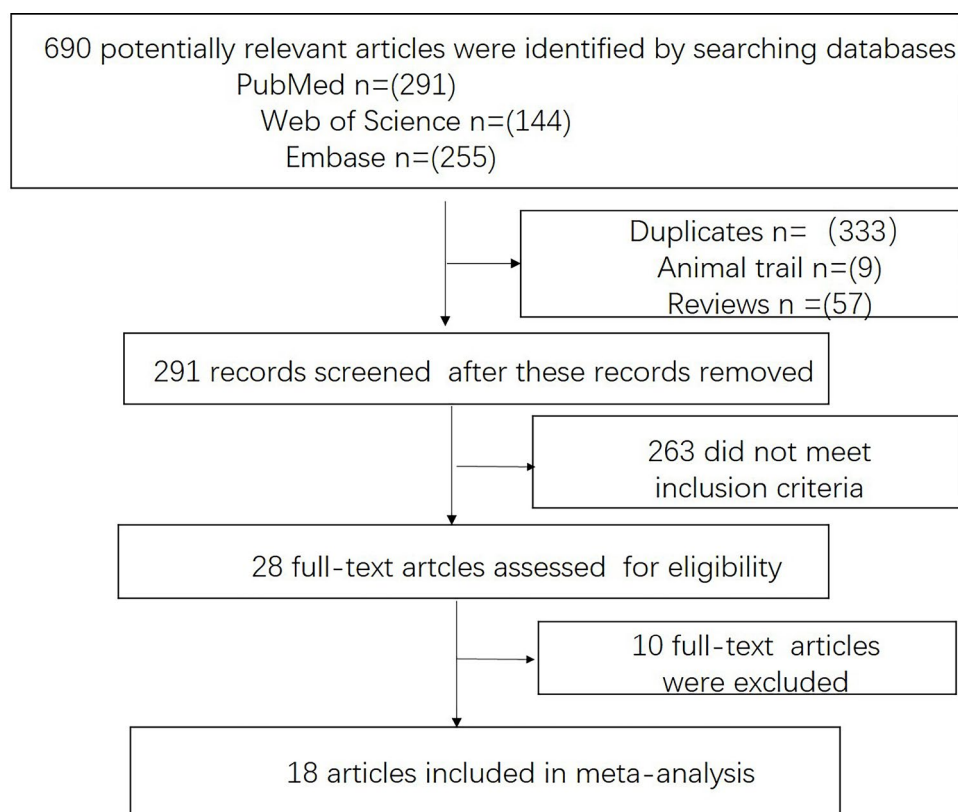 690 potentially relevant articles were identified by searching databases
PubMed n=(291)
Web of Science n=(144)
Embase n=(255)
Duplicates n= (333)
Animal trail n=(9)
Reviews n =(57)
291 records screened after these records removed
263 did not meet
inclusion criteria
28 full-text artcles assessed for eligibility
10 full-text articles
were excluded
18 articles included in meta-analysis